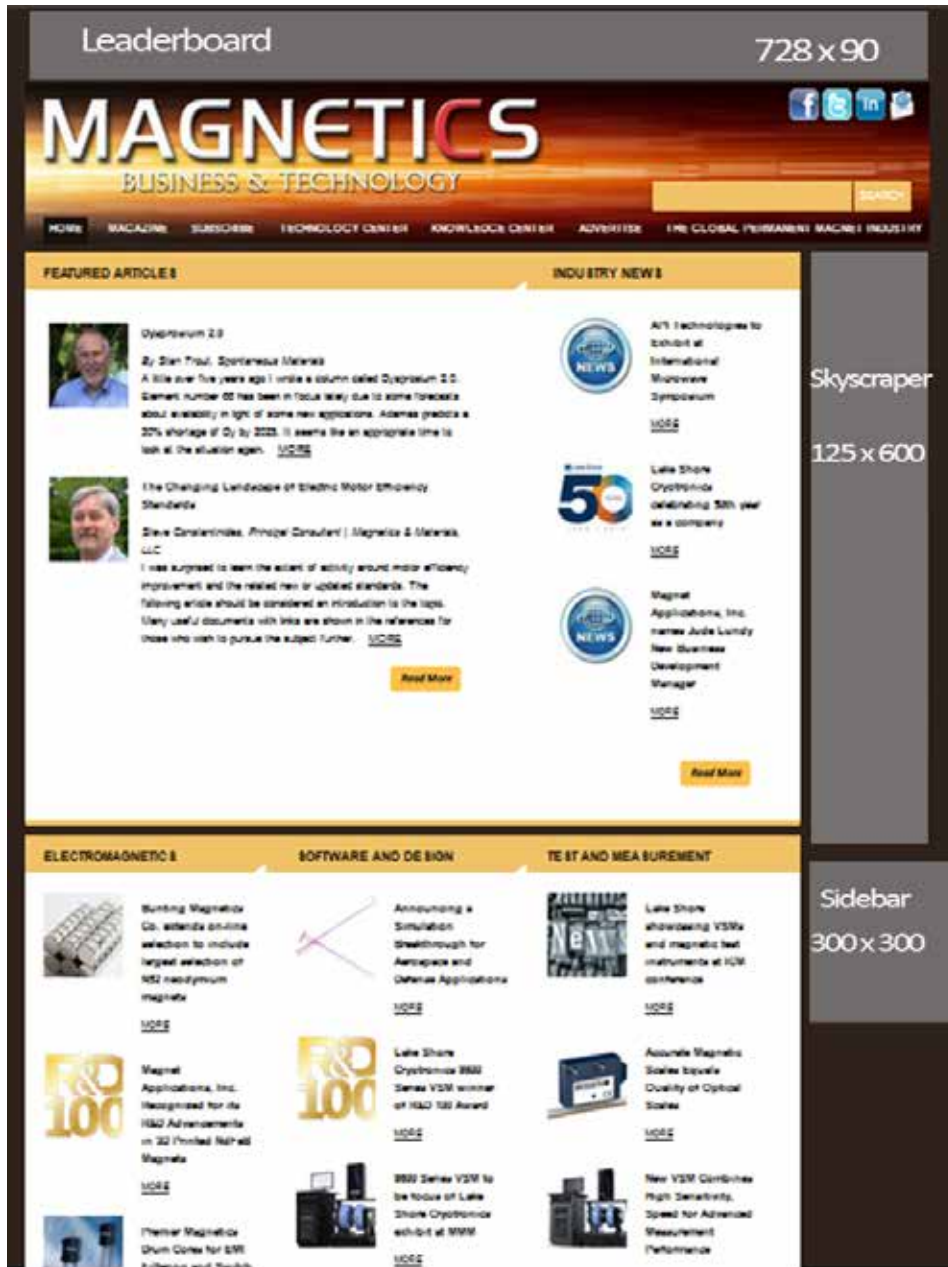 Leaderboard
728 x 90
MAGNETICS
BUSINESS & TECHNOLOGY
SEARCH
HOME MAGAZINE SUBSCRIBE TECHNOLOGY CENTER KNOWLEDGE CENTER ADVERTISE THE GLOBAL PERMANENT MAGNET INDUSTRY
FEATURED ARTICLES
Dysprosium 2.0
By Stan Trout, Spontaneous Materials
A little over five years ago I wrote a column called Dysprosium 2.0.
Element number 66 has been in focus lately due to some forecasts
about availability in light of some new applications. Adamas predicts a
30% shortage of Dy by It seems like an appropriate time to
look at the situation again. MORE
The Changing Landscape of Electric Motor Efficiency
Standards
Steve Constantinides, Principal Consultant | Magnetics & Materials,
LLC
I was surprised to learn the extent of activity around motor efficiency
improvement and the related new or updated standards. The
following article should be considered an introduction to the topic.
Many useful documents with links are shown in the references for
those who wish to pursue the subject further. MORE
Read More
INDUSTRY NEWS
NEWS
API Technologies to
Exhibit at
International
Microwave
Symposium
MORE
50
Lake Shore
Cryotronics
celebrating 50th year
as a company
MORE
NEWS
Magnet
Applications, Inc.
names Jude Lundy
New Business
Development
Manager
MORE
Read More
Skyscraper
125 x 600
ELECTROMAGNETICS
Bunting Magnetics
Co. extends on-line
selection to include
largest selection of
N52 neodymium
magnets
MORE
R&D
100
Magnet
Applications, Inc.
Recognized for its
R&D Advancements
in 3D Printed NdFeB
Magnets
MORE
Premier Magnetics
Drum Cores for EMI
SOFTWARE AND DESIGN
Announcing a
Simulation
Breakthrough for
Aerospace and
Defense Applications
MORE
R&D
100
Lake Shore
Cryotronics 8600
Series VSM winner
of R&D 100 Award
MORE
8600 Series VSM to
be focus of Lake
Shore Cryotronics
exhibit at MMM
MORE
TEST AND MEASUREMENT
NEW
Lake Shore
showcasing VSMs
and magnetic test
instruments at ICM
conference
MORE
Accurate Magnetic
Scales Equals
Quality of Optical
Scales
MORE
New VSM Combines
High Sensitivity,
Speed for Advanced
Measurement
Performance
Sidebar
300 x 300